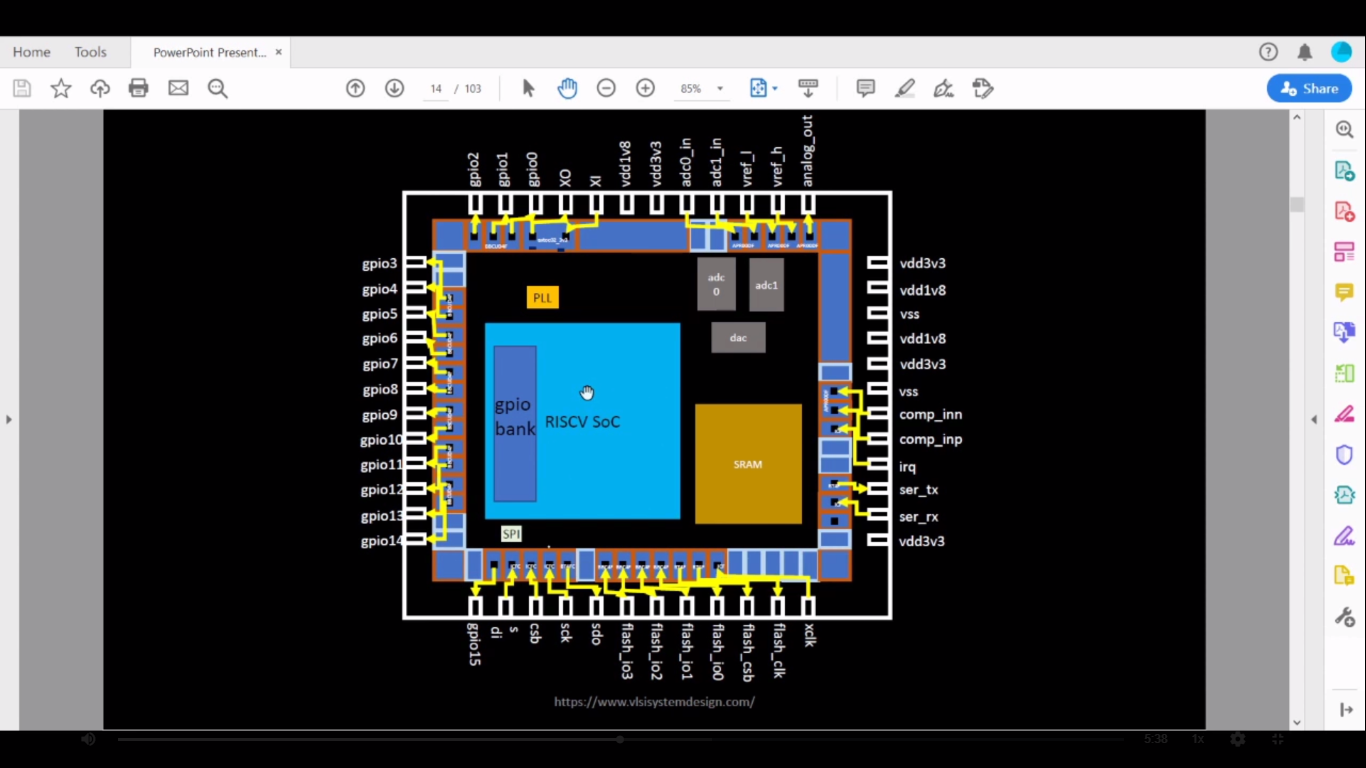 Home Tools PowerPoint Present... ×
14 / 103 85% Share
gpio2 gpio1 gpio0 XO XI vdd1v8 vdd3v3 adc0_in adc1_in vref_l vref_h analog_out
gpio3
gpio4
gpio5
gpio6
gpio7
gpio8
gpio9
gpio10
gpio11
gpio12
gpio13
gpio14
PLL
adc
0
adc1
dac
gpio
bank
RISCV SoC
SRAM
SPI
vdd3v3
vdd1v8
vss
vdd1v8
vdd3v3
vss
comp_inn
comp_inp
irq
ser_tx
ser_rx
vdd3v3
gpio15 di s csb sck sdo flash_io3 flash_io2 flash_io1 flash_io0 flash_csb flash_clk xclk
https://www.vlsisystemdesign.com/
5:38 1x